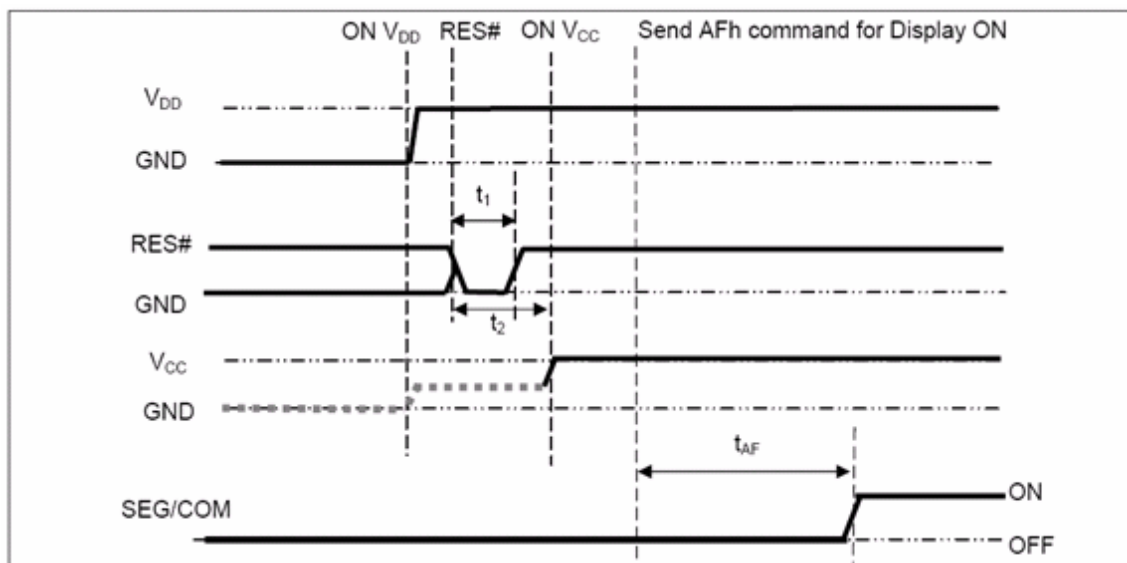 ON VDD RES# ON VCC Send AFh command for Display ON
VDD
GND
t1
RES#
GND
t2
VCC
GND
tAF
SEG/COM
ON
OFF